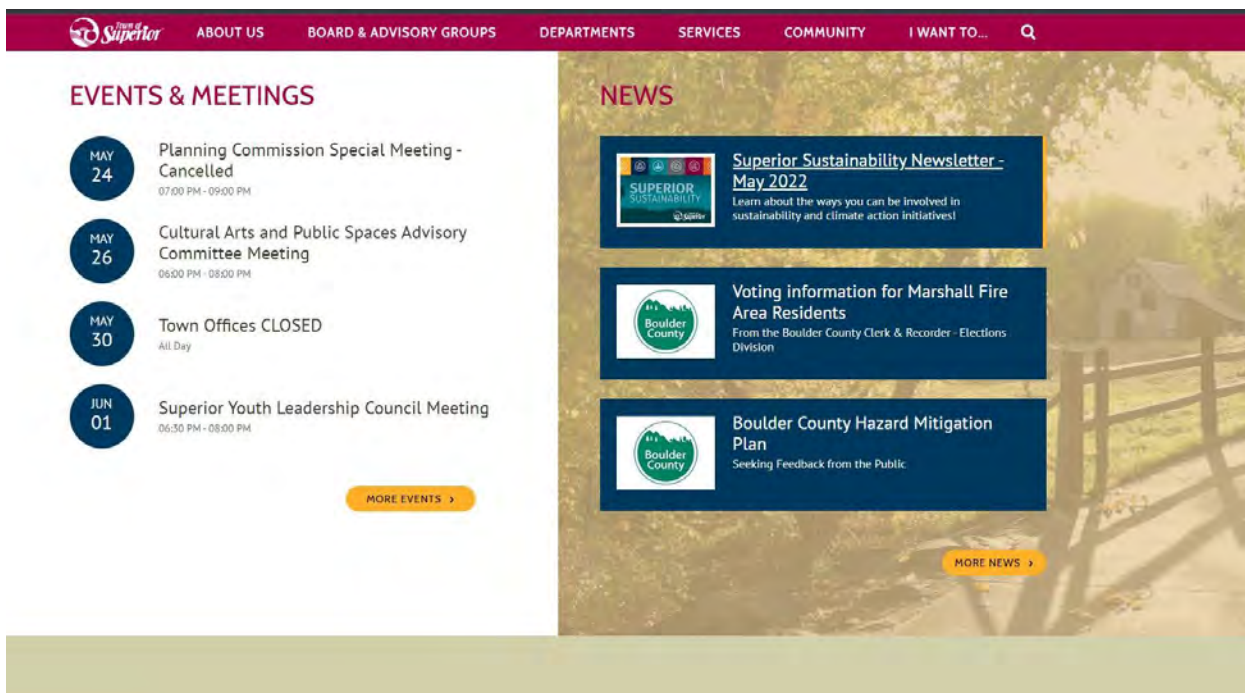 Town of
Superior
ABOUT US
BOARD & ADVISORY GROUPS
DEPARTMENTS
SERVICES
COMMUNITY
I WANT TO...
EVENTS & MEETINGS
MAY
24
Planning Commission Special Meeting -
Cancelled
07:00 PM - 09:00 PM
MAY
26
Cultural Arts and Public Spaces Advisory
Committee Meeting
06:00 PM - 08:00 PM
MAY
30
Town Offices CLOSED
All Day
JUN
01
Superior Youth Leadership Council Meeting
06:30 PM - 08:00 PM
MORE EVENTS ›
NEWS
SUPERIOR
SUSTAINABILITY
Superior
Superior Sustainability Newsletter -
May 2022
Learn about the ways you can be involved in
sustainability and climate action initiatives!
Boulder
County
Voting information for Marshall Fire
Area Residents
From the Boulder County Clerk & Recorder - Elections
Division
Boulder
County
Boulder County Hazard Mitigation
Plan
Seeking Feedback from the Public
MORE NEWS ›